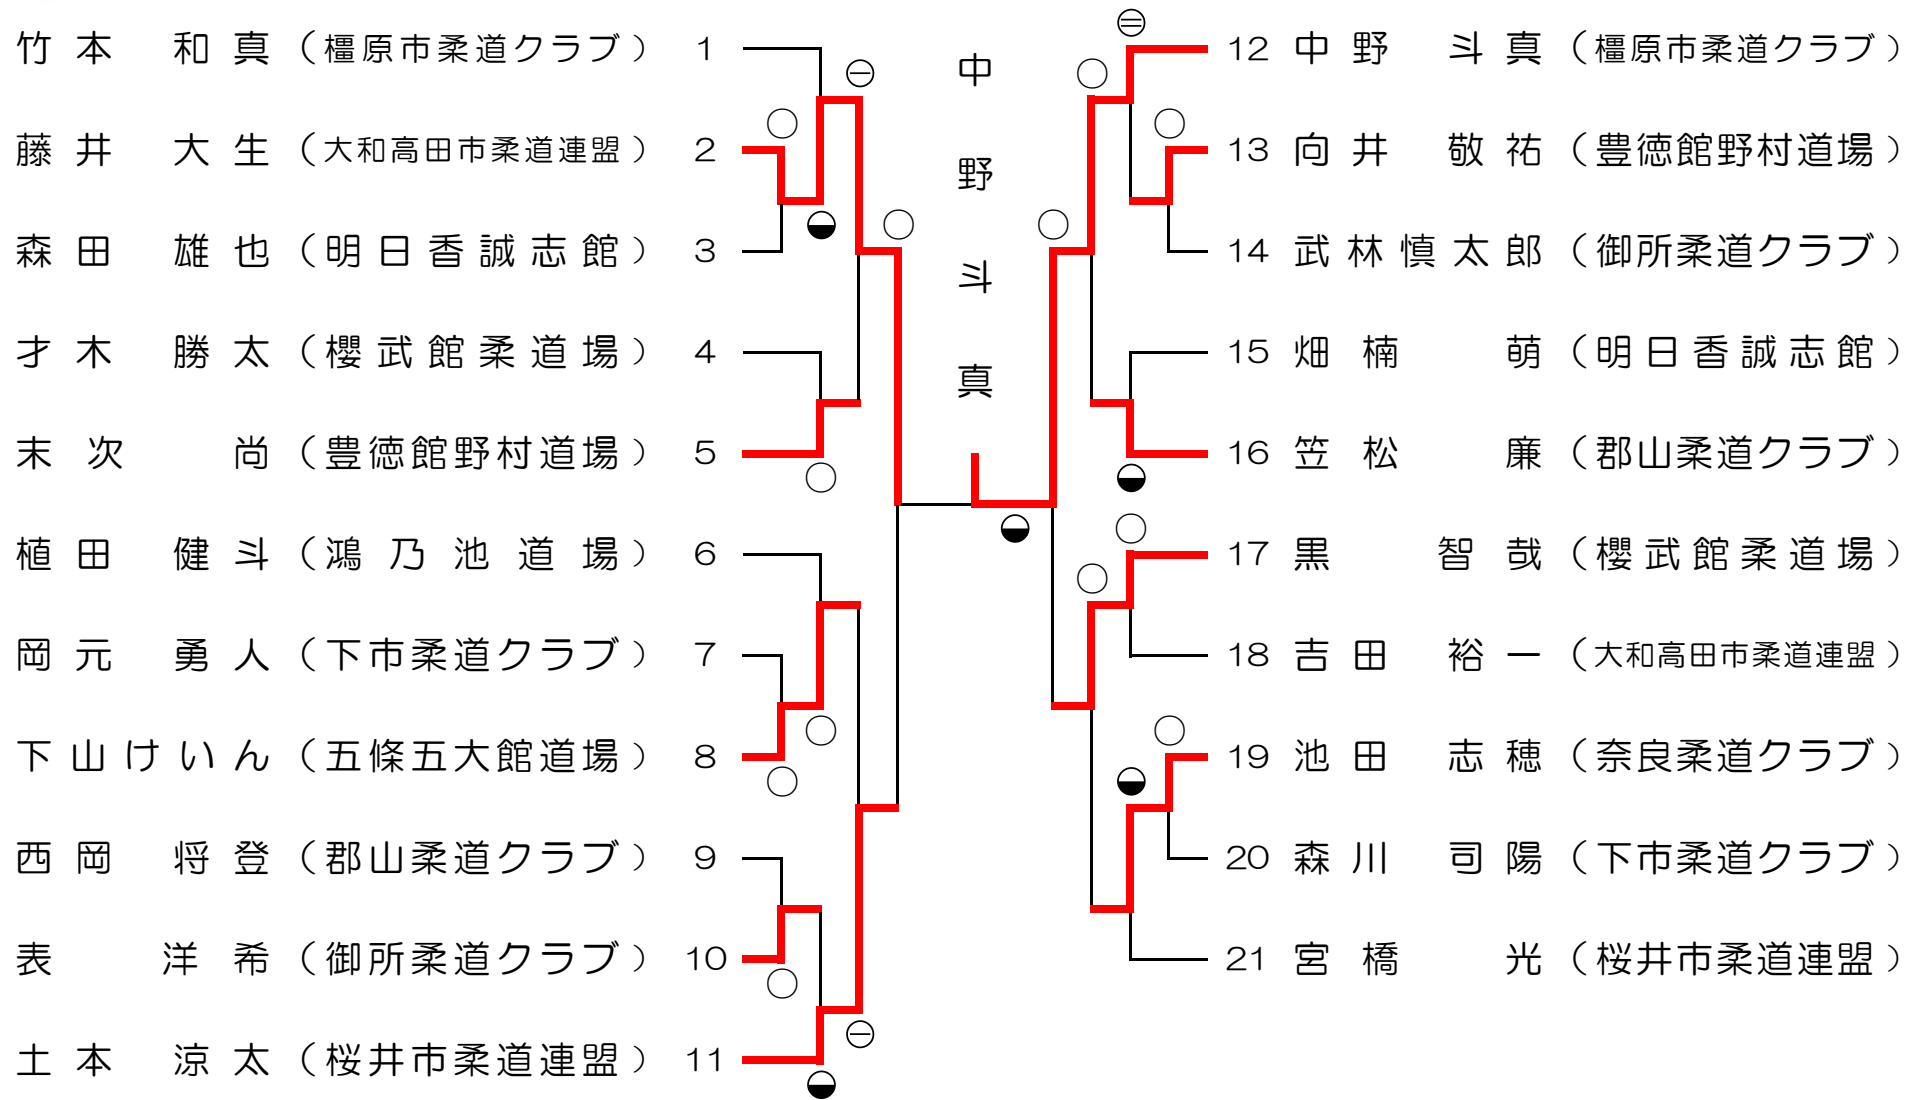 竹本 和真（橿原市柔道クラブ） 1
藤井 大生（大和高田市柔道連盟） 2
森田 雄也（明日香誠志館） 3
才木 勝太（櫻武館柔道場） 4
末次 尚（豊徳館野村道場） 5
植田 健斗（鴻乃池道場） 6
岡元 勇人（下市柔道クラブ） 7
下山けいん（五條五大館道場） 8
西岡 将登（郡山柔道クラブ） 9
表 洋希（御所柔道クラブ） 10
土本 涼太（桜井市柔道連盟） 11
中野斗真
12 中野 斗真（橿原市柔道クラブ）
13 向井 敬祐（豊徳館野村道場）
14 武林慎太郎（御所柔道クラブ）
15 畑楠 萌（明日香誠志館）
16 笠松 廉（郡山柔道クラブ）
17 黒 智哉（櫻武館柔道場）
18 吉田 裕一（大和高田市柔道連盟）
19 池田 志穂（奈良柔道クラブ）
20 森川 司陽（下市柔道クラブ）
21 宮橋 光（桜井市柔道連盟）